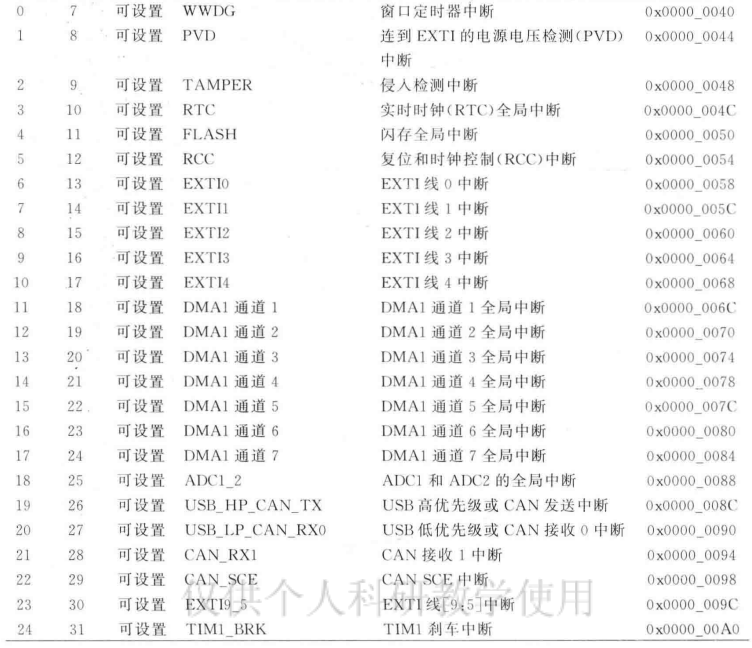 0 7 可设置 WWDG 窗口定时器中断 0x0000_0040
1 8 可设置 PVD 连到 EXTI 的电源电压检测(PVD) 0x0000_0044
中断
2 9 可设置 TAMPER 侵入检测中断 0x0000_0048
3 10 可设置 RTC 实时时钟(RTC)全局中断 0x0000_004C
4 11 可设置 FLASH 闪存全局中断 0x0000_0050
5 12 可设置 RCC 复位和时钟控制(RCC)中断 0x0000_0054
6 13 可设置 EXTI0 EXTI 线 0 中断 0x0000_0058
7 14 可设置 EXTI1 EXTI 线 1 中断 0x0000_005C
8 15 可设置 EXTI2 EXTI 线 2 中断 0x0000_0060
9 16 可设置 EXTI3 EXTI 线 3 中断 0x0000_0064
10 17 可设置 EXTI4 EXTI 线 4 中断 0x0000_0068
11 18 可设置 DMA1 通道 1 DMA1 通道 1 全局中断 0x0000_006C
12 19 可设置 DMA1 通道 2 DMA1 通道 2 全局中断 0x0000_0070
13 20 可设置 DMA1 通道 3 DMA1 通道 3 全局中断 0x0000_0074
14 21 可设置 DMA1 通道 4 DMA1 通道 4 全局中断 0x0000_0078
15 22 可设置 DMA1 通道 5 DMA1 通道 5 全局中断 0x0000_007C
16 23 可设置 DMA1 通道 6 DMA1 通道 6 全局中断 0x0000_0080
17 24 可设置 DMA1 通道 7 DMA1 通道 7 全局中断 0x0000_0084
18 25 可设置 ADC1_2 ADC1 和 ADC2 的全局中断 0x0000_0088
19 26 可设置 USB_HP_CAN_TX USB 高优先级或 CAN 发送中断 0x0000_008C
20 27 可设置 USB_LP_CAN_RX0 USB 低优先级或 CAN 接收 0 中断 0x0000_0090
21 28 可设置 CAN_RX1 CAN 接收 1 中断 0x0000_0094
22 29 可设置 CAN_SCE CAN SCE 中断 0x0000_0098
仅供个人科研教学使用
23 30 可设置 EXTI9_5 EXTI 线[9:5]中断 0x0000_009C
24 31 可设置 TIM1_BRK TIM1 刹车中断 0x0000_00A0